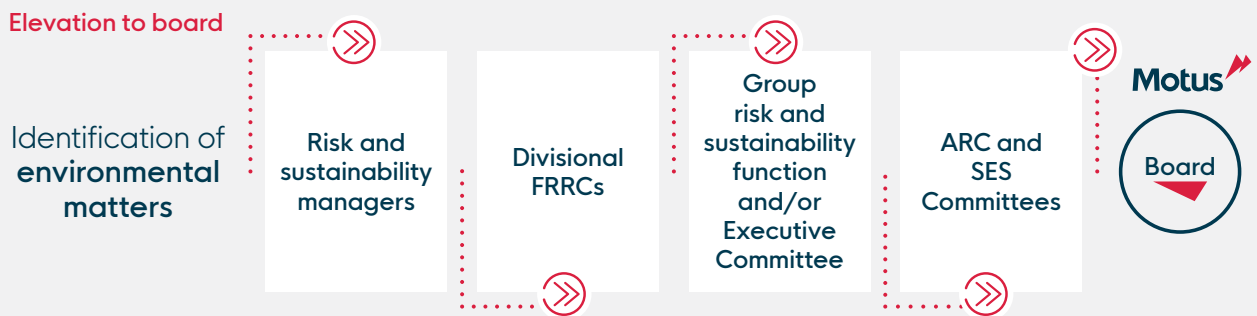 Elevation to board
Identification of
environmental
matters
Risk and
sustainability
managers
Divisional
FRRCs
Group
risk and
sustainability
function
and/or
Executive
Committee
ARC and
SES
Committees
Motus
Board